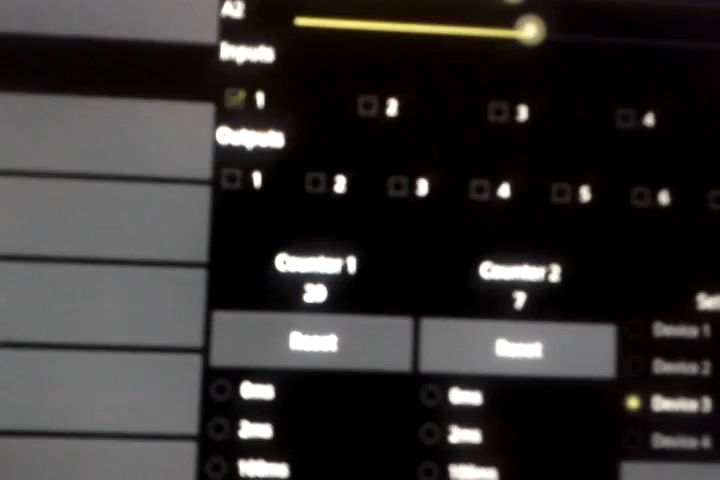 A2
Inputs
1 2 3 4
Outputs
1 2 3 4 5 6
Counter 1 Counter 2
20 7
Reset Reset
Device 1
Device 2
0ms 0ms Device 3
2ms 2ms Device 4
100ms 100ms